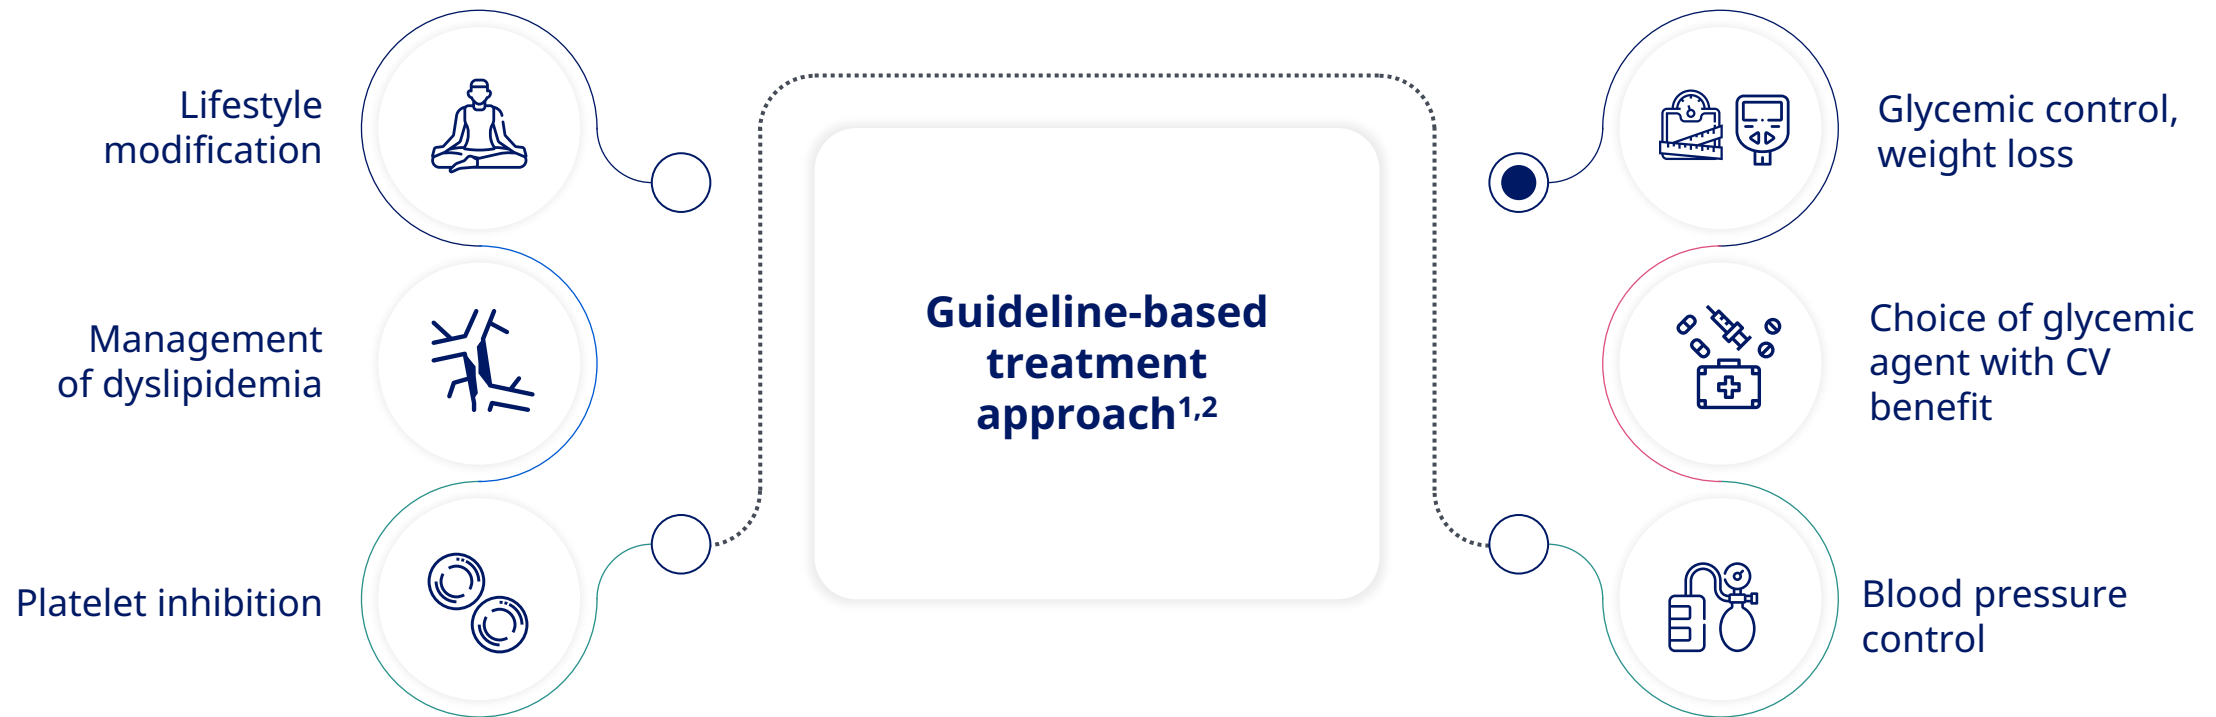 Lifestyle
modification
Management
of dyslipidemia
Platelet inhibition
Guideline-based
treatment
approach1,2
Glycemic control,
weight loss
Choice of glycemic
agent with CV
benefit
Blood pressure
control